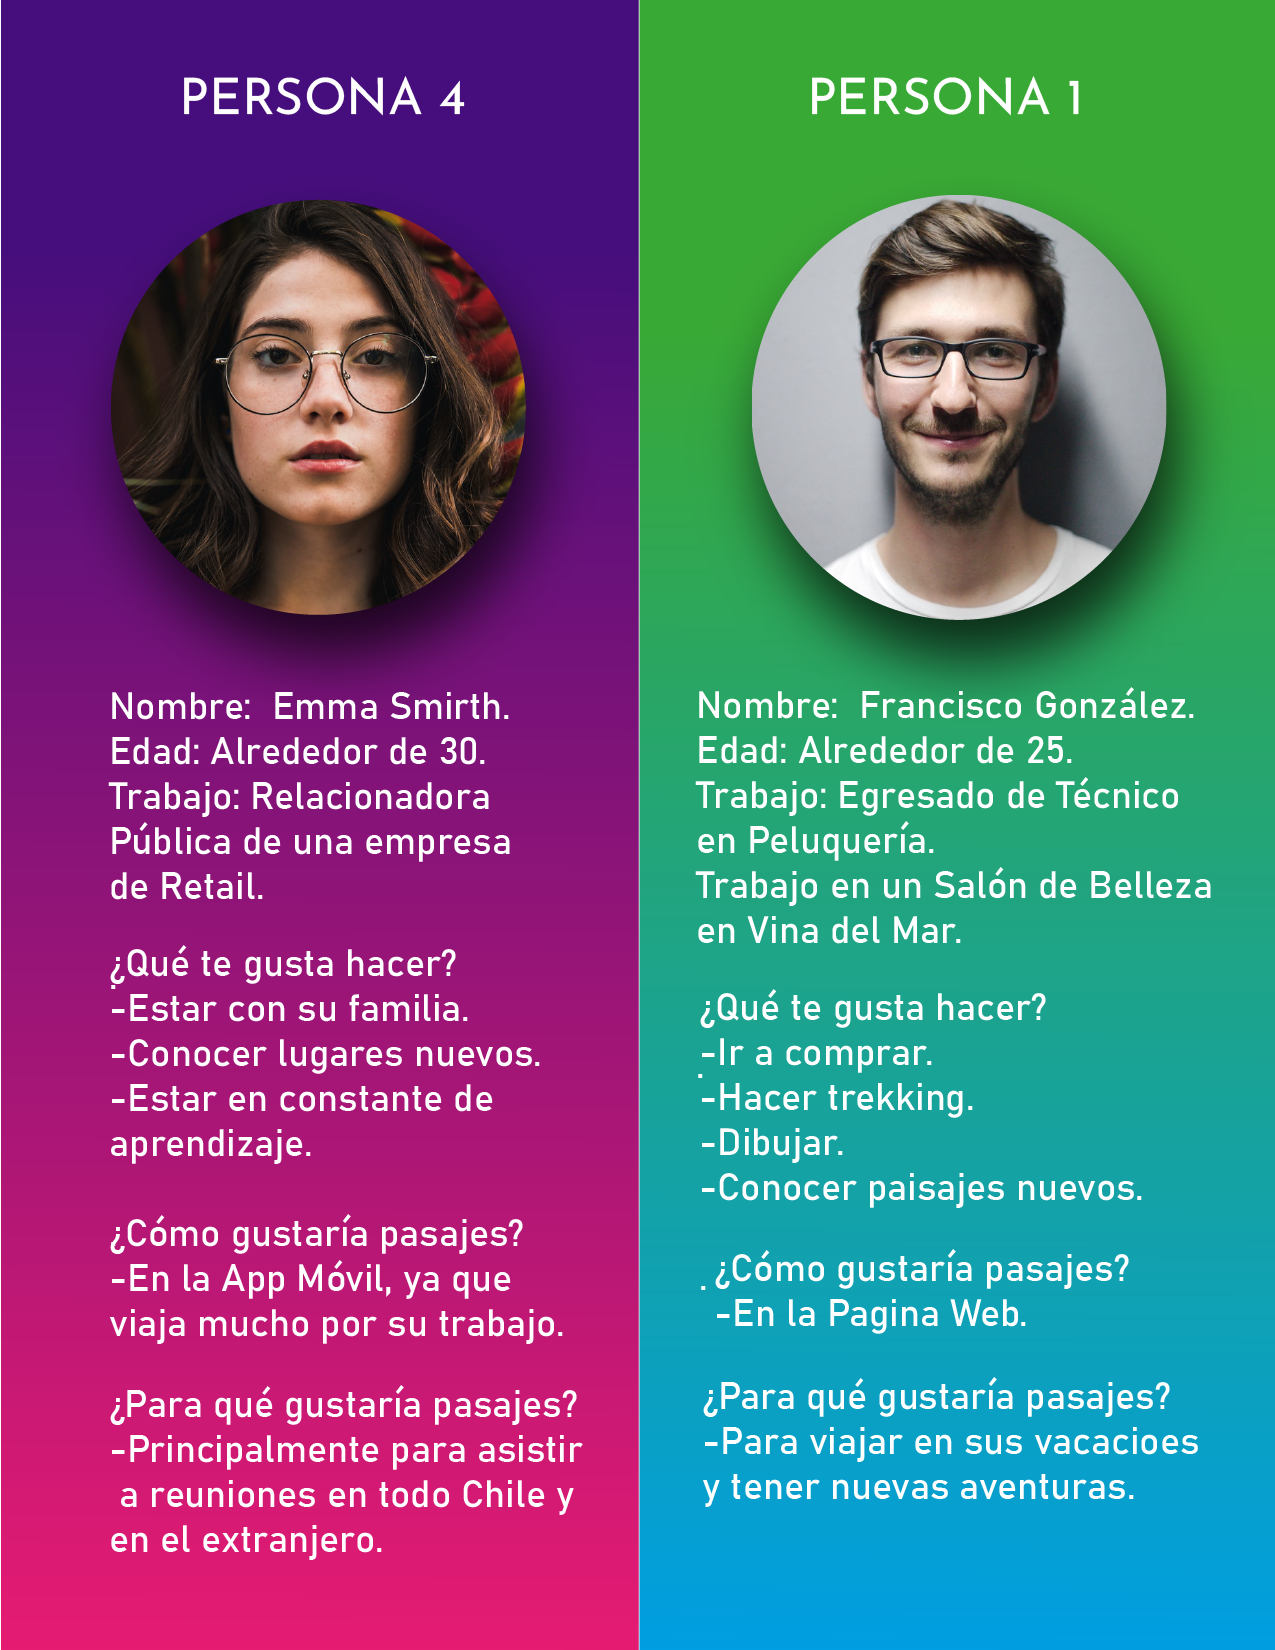 PERSONA 4
Nombre:  Emma Smirth.
Edad: Alrededor de 30.
Trabajo: Relacionadora
Pública de una empresa
de Retail.
¿Qué te gusta hacer?
-Estar con su familia.
-Conocer lugares nuevos.
-Estar en constante de
aprendizaje.
¿Cómo gustaría pasajes?
-En la App Móvil, ya que
viaja mucho por su trabajo.
¿Para qué gustaría pasajes?
-Principalmente para asistir
a reuniones en todo Chile y
en el extranjero.
PERSONA 1
Nombre:  Francisco González.
Edad: Alrededor de 25.
Trabajo: Egresado de Técnico
en Peluquería.
Trabajo en un Salón de Belleza
en Vina del Mar.
¿Qué te gusta hacer?
-Ir a comprar.
-Hacer trekking.
-Dibujar.
-Conocer paisajes nuevos.
¿Cómo gustaría pasajes?
-En la Pagina Web.
¿Para qué gustaría pasajes?
-Para viajar en sus vacacioes
y tener nuevas aventuras.